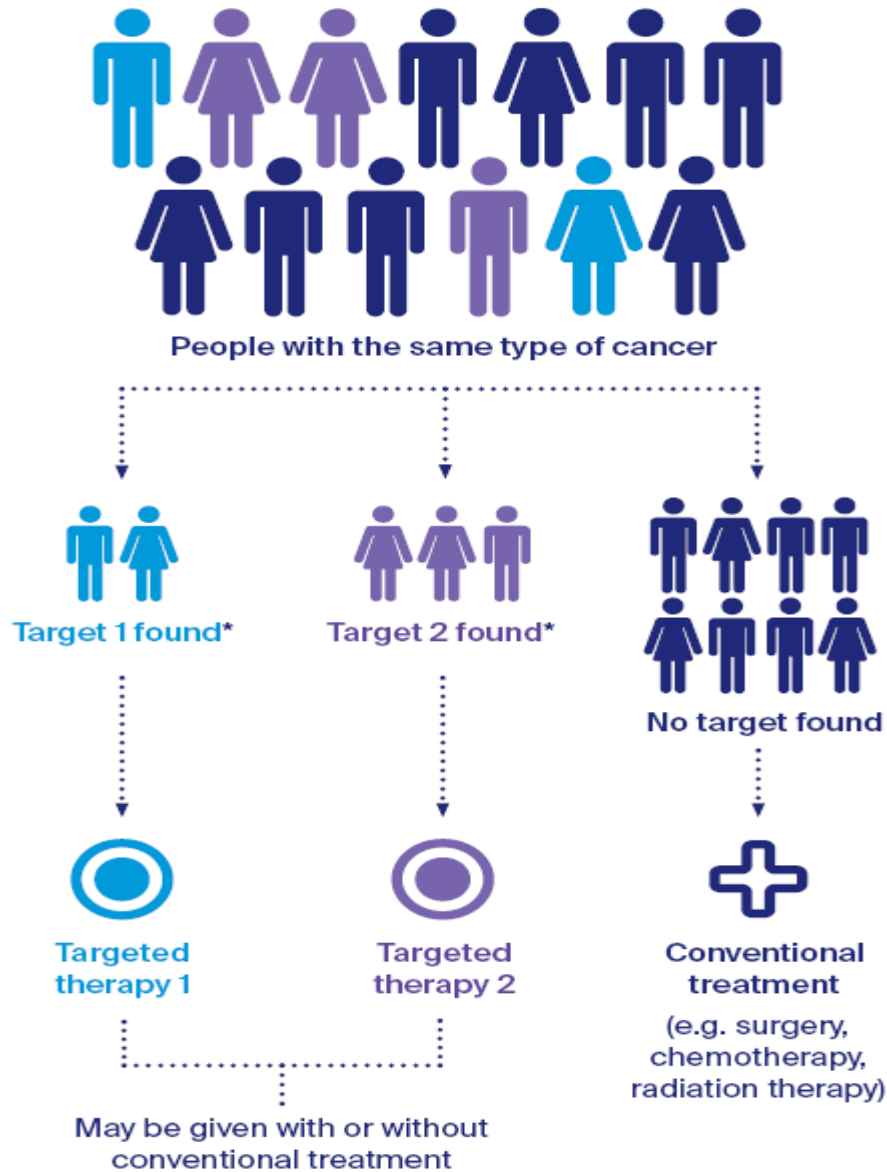 People with the same type of cancer
Target 1 found*
Target 2 found*
No target found
Targeted
therapy 1
Targeted
therapy 2
Conventional
treatment
(e.g. surgery,
chemotherapy,
radiation therapy)
May be given with or without
conventional treatment